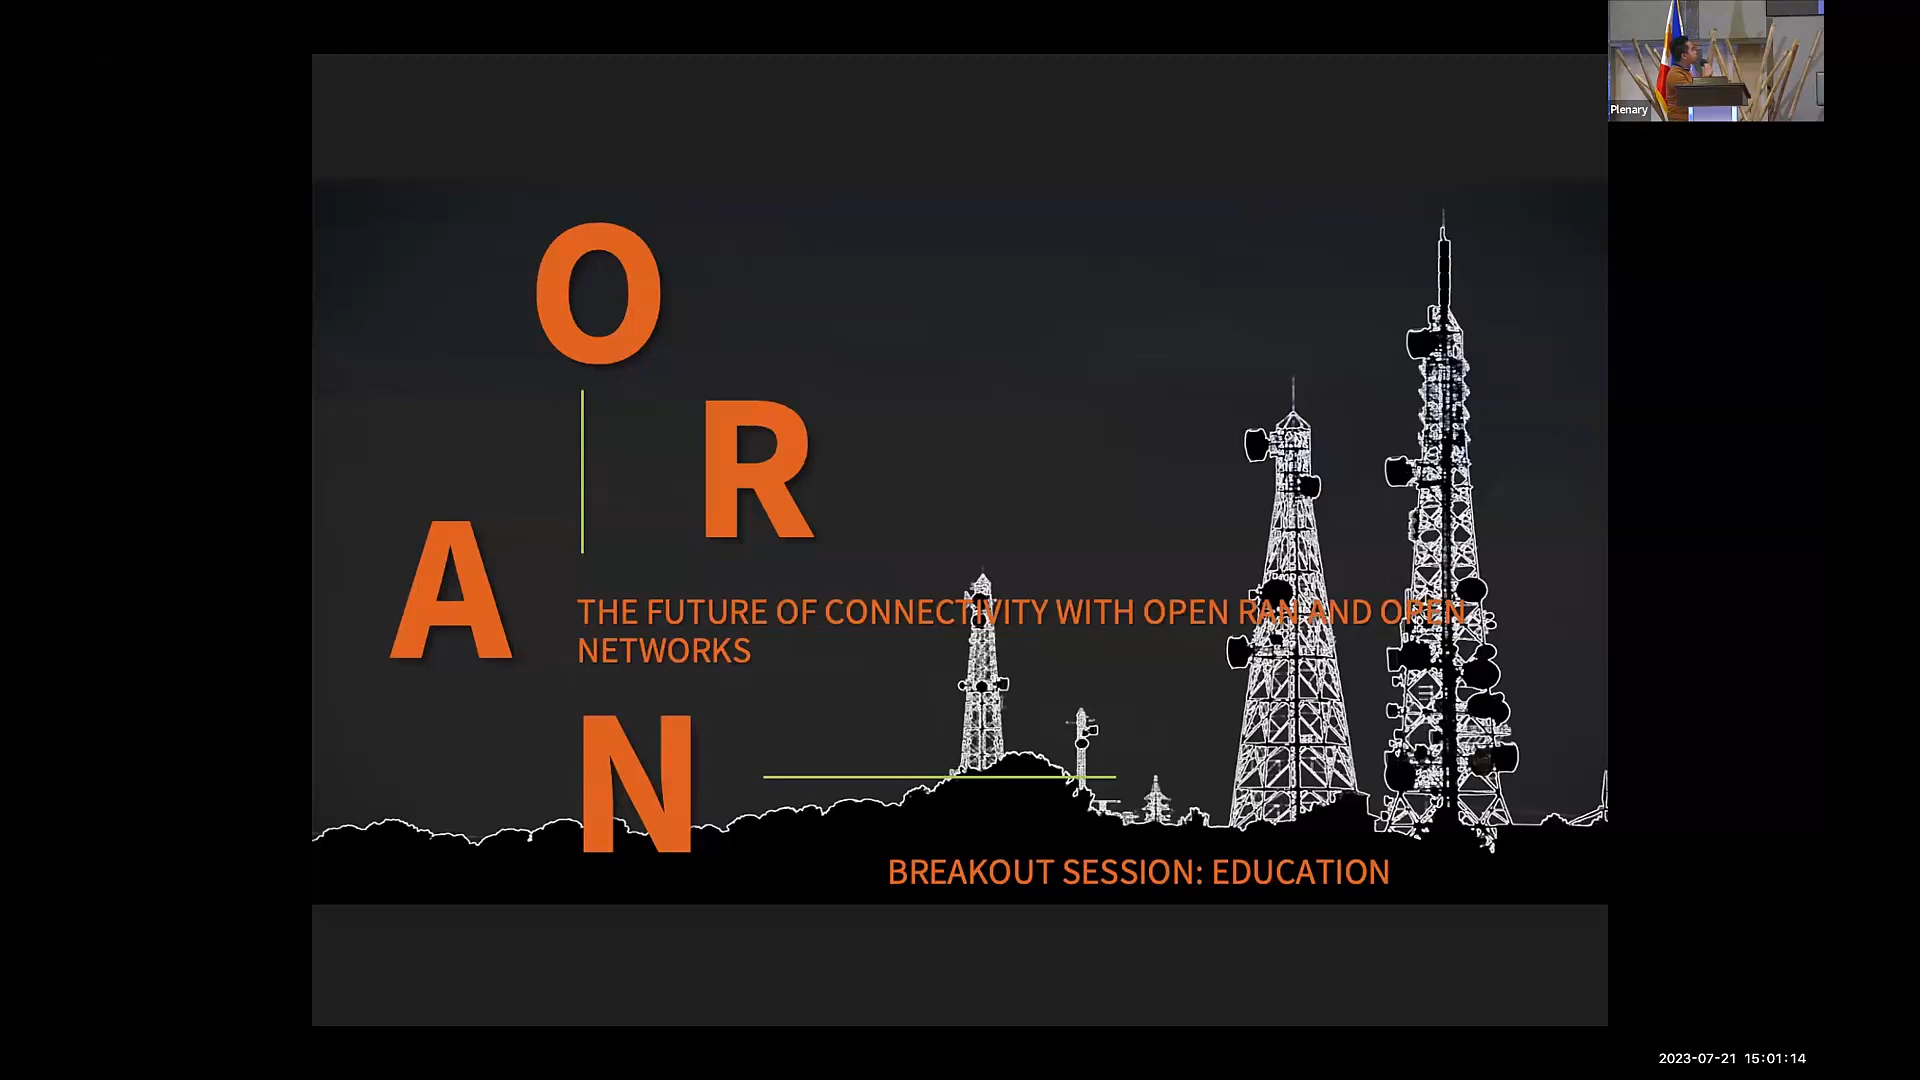 Plenary
O
R
A
THE FUTURE OF CONNECTIVITY WITH OPEN RAN AND OPEN
NETWORKS
N
BREAKOUT SESSION: EDUCATION
2023-07-21 15:01:14